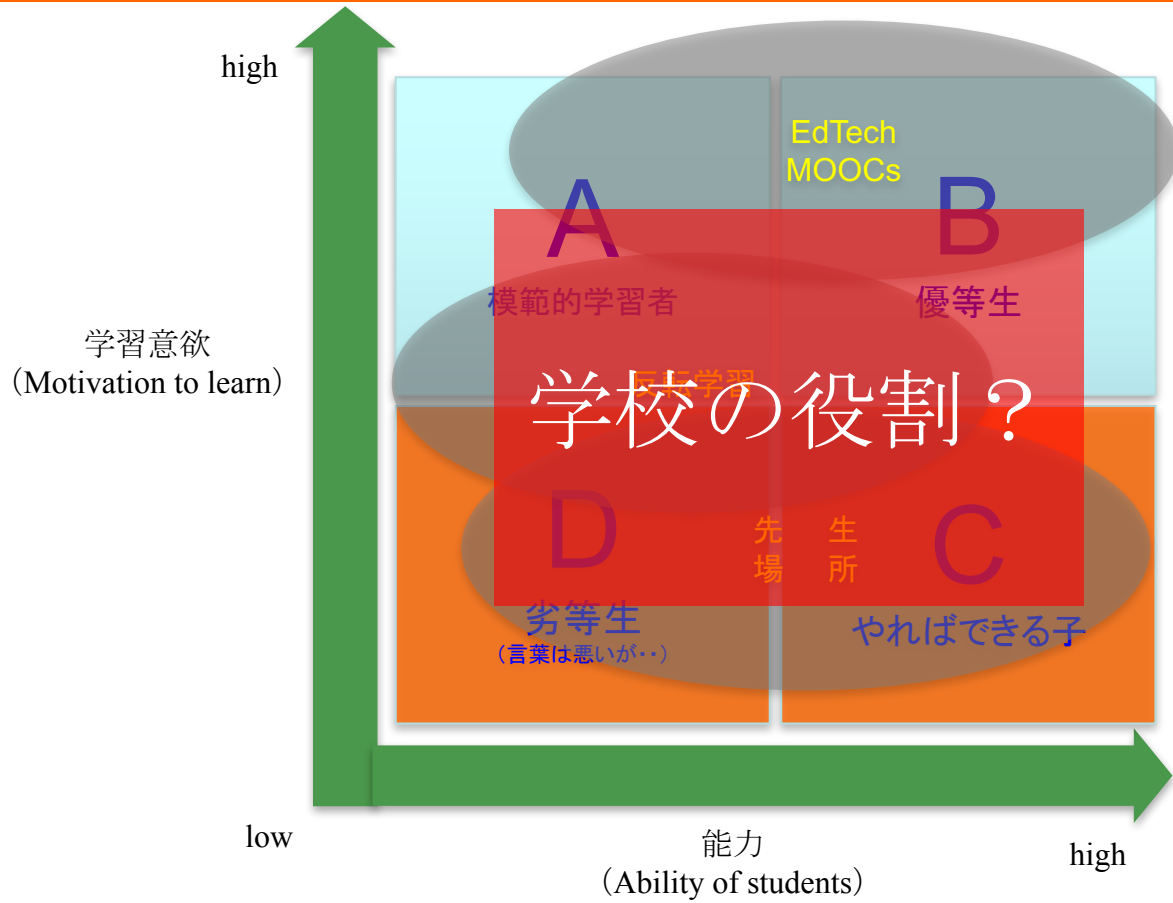 high
EdTech
MOOCs
A
B
模範的学習者
優等生
学習意欲
（Motivation to learn）
反転学習
学校の役割？
D
C
先 生
場 所
劣等生
（言葉は悪いが‥）
やればできる子
low
能力
（Ability of students）
high